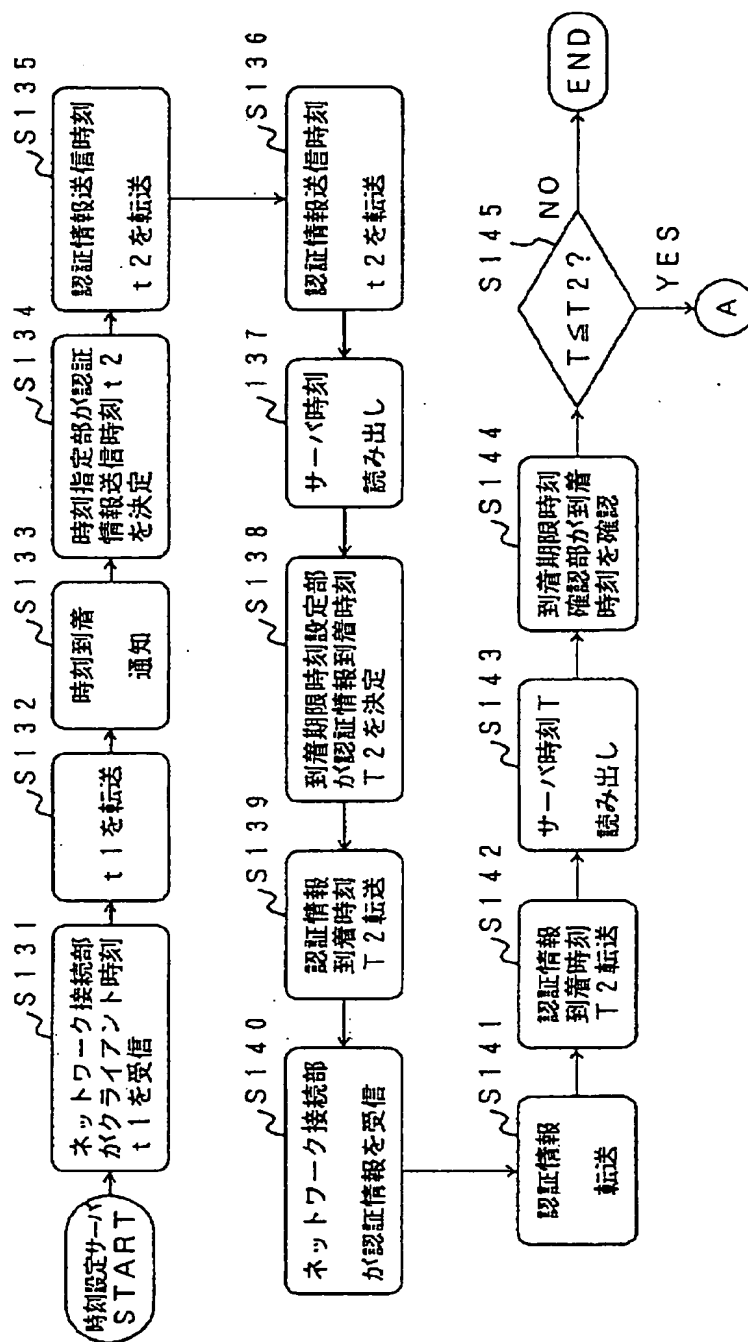 時刻設定サーバ
START
S131
ネットワーク接続部
がクライアント時刻
t1を受信
S132
t1を転送
S133
時刻到着
通知
S134
時刻指定部が認証
情報送信時刻t2
を決定
S135
認証情報送信時刻
t2を転送
S136
認証情報送信時刻
t2を転送
137
サーバ時刻
読み出し
S138
到着期限時刻設定部
が認証情報到着時刻
T2を決定
S139
認証情報
到着時刻
T2転送
S140
ネットワーク接続部
が認証情報を受信
S141
認証情報
転送
S142
認証情報
到着時刻
T2転送
S143
サーバ時刻T
読み出し
S144
到着期限時刻
確認部が到着
時刻を確認
S145
T≦T2?
NO
END
YES
A